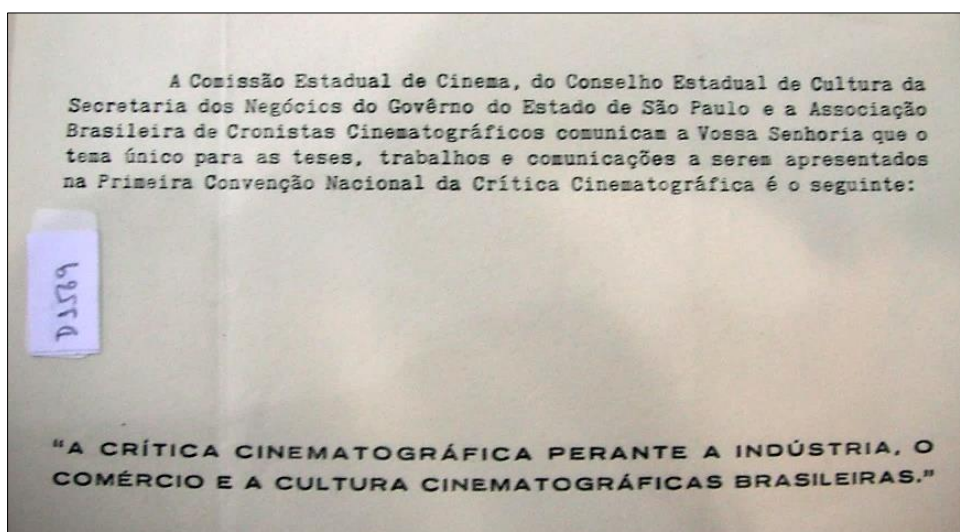 A Comissão Estadual de Cinema, do Conselho Estadual de Cultura da
Secretaria dos Negócios do Govêrno do Estado de São Paulo e a Associação
Brasileira de Cronistas Cinematográficos comunicam a Vossa Senhoria que o
tema único para as teses, trabalhos e comunicações a serem apresentados
na Primeira Convenção Nacional da Crítica Cinematográfica é o seguinte:
D 1539
"A CRÍTICA CINEMATOGRÁFICA PERANTE A INDÚSTRIA, O
COMÉRCIO E A CULTURA CINEMATOGRÁFICAS BRASILEIRAS."